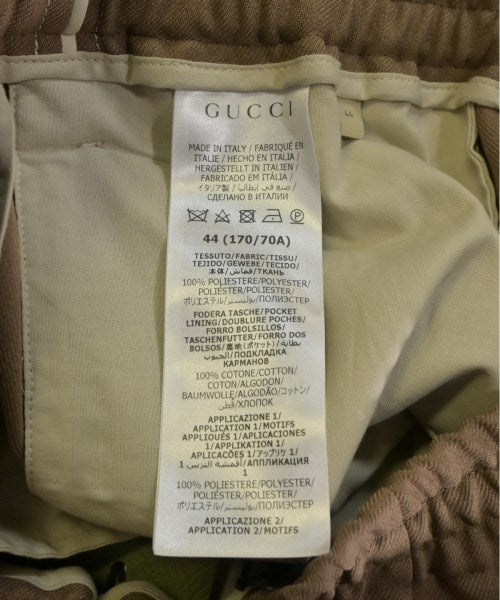 GUCCI
44
MADE IN ITALY / FABRIQUÉ EN
ITALIE / HECHO EN ITALIA /
HERGESTELLT IN ITALIEN /
FABRICADO EM ITÁLIA /
イタリア製 / صنع في إيطاليا /
СДЕЛАНО В ИТАЛИИ
44 (170/70A)
TESSUTO/FABRIC/TISSU/
TEJIDO/GEWEBE/TECIDO/
本体/قماش/ТКАНЬ
100% POLIESTERE/POLYESTER/
POLIÉSTER/POLYESTER/
ポリエステル/بوليستر/ПОЛИЭСТЕР
FODERA TASCHE/POCKET
LINING/DOUBLURE POCHES/
FORRO BOLSILLOS/
TASCHENFUTTER/FORRO DOS
BOLSOS/裏地(ポケット)/بطانة
الجيوب/ПОДКЛАДКА
КАРМАНОВ
100% COTONE/COTTON/
COTON/ALGODON/
BAUMWOLLE/ALGODÃO/コットン/
قطن/ХЛОПОК
APPLICAZIONE 1/
APPLICATION 1/MOTIFS
APPLIQUÉS 1/APLICACIONES
1/APPLIKATION 1/
APLICAÇÕES 1/アップリケ 1/
أقمشة التزيين 1/АППЛИКАЦИЯ
1
100% POLIESTERE/POLYESTER/
POLIÉSTER/POLYESTER/
ポリエステル/بوليستر/ПОЛИЭСТЕР
APPLICAZIONE 2/
APPLICATION 2/MOTIFS